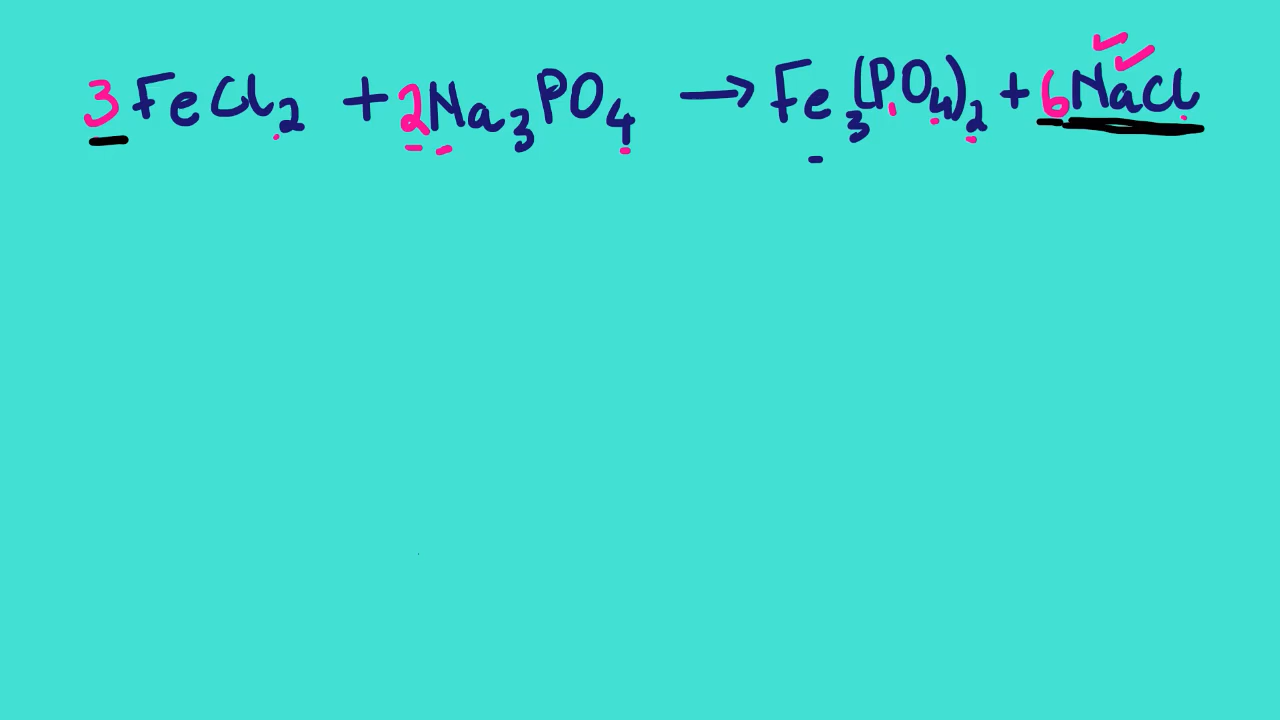 3FeCl₂ + 2Na₃PO₄ → Fe₃(PO₄)₂ + 6NaCl